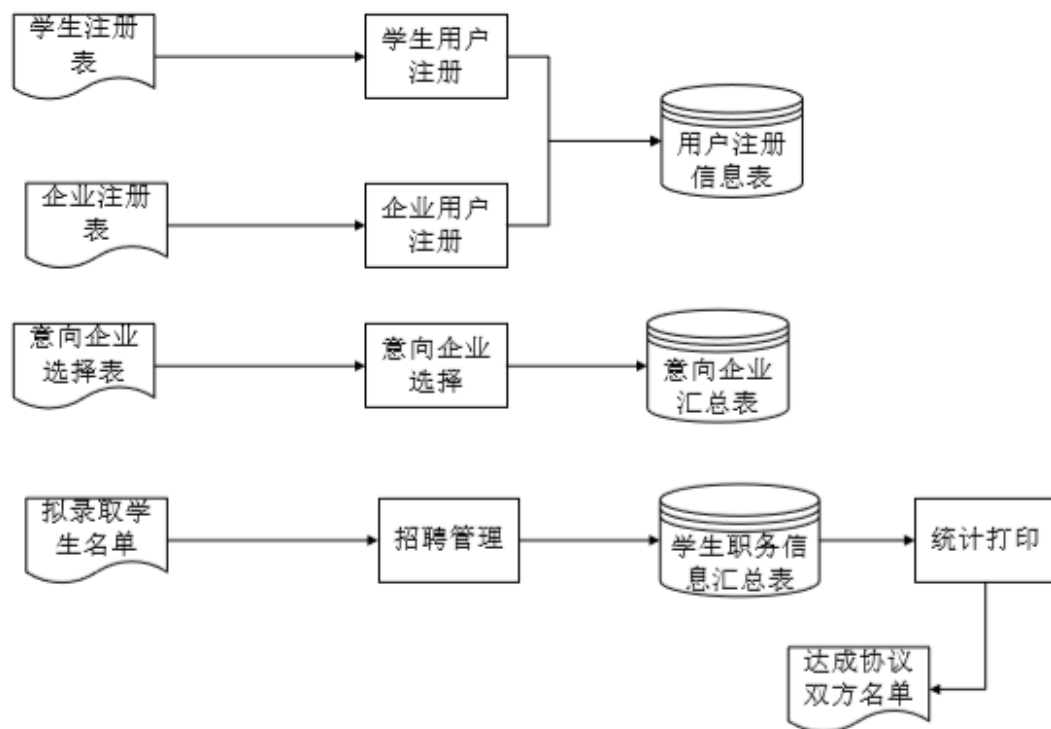 学生注册
表
学生用户
注册
用户注册
信息表
企业注册
表
企业用户
注册
意向企业
选择表
意向企业
选择
意向企业
汇总表
拟录取学
生名单
招聘管理
学生职务信
息汇总表
统计打印
达成协议
双方名单